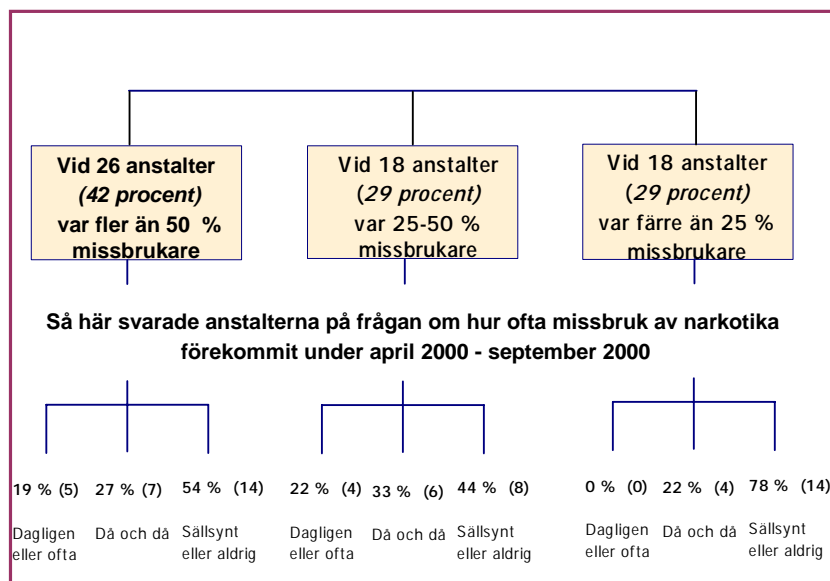 Vid 26 anstalter
(42 procent)
var fler än 50 %
missbrukare
Vid 18 anstalter
(29 procent)
var 25-50 %
missbrukare
Vid 18 anstalter
(29 procent)
var färre än 25 %
missbrukare
Så här svarade anstalterna på frågan om hur ofta missbruk av narkotika
förekommit under april 2000 - september 2000
19 % (5)
Dagligen
eller ofta
27 % (7)
Då och då
54 % (14)
Sällsynt
eller aldrig
22 % (4)
Dagligen
eller ofta
33 % (6)
Då och då
44 % (8)
Sällsynt
eller aldrig
0 % (0)
Dagligen
eller ofta
22 % (4)
Då och då
78 % (14)
Sällsynt
eller aldrig